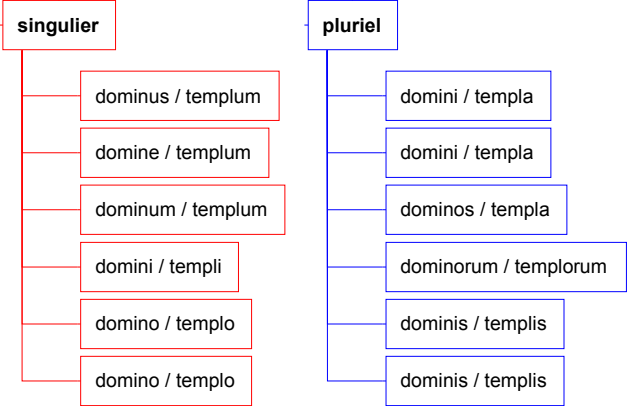 singulier
dominus / templum
domine / templum
dominum / templum
domini / templi
domino / templo
domino / templo
pluriel
domini / templa
domini / templa
dominos / templa
dominorum / templorum
dominis / templis
dominis / templis